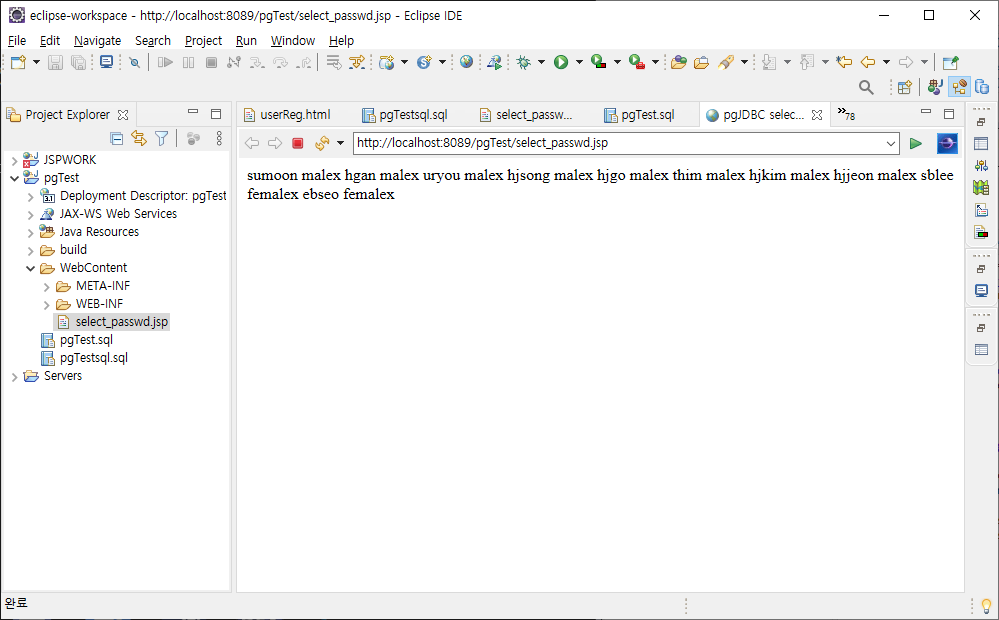 eclipse-workspace - http://localhost:8089/pgTest/select_passwd.jsp - Eclipse IDE
File Edit Navigate Search Project Run Window Help
Project Explorer
userReg.html pgTestsql.sql select_passw... pgTest.sql pgJDBC selec... »78
http://localhost:8089/pgTest/select_passwd.jsp
JSPWORK
pgTest
Deployment Descriptor: pgTest
JAX-WS Web Services
Java Resources
build
WebContent
META-INF
WEB-INF
select_passwd.jsp
pgTest.sql
pgTestsql.sql
Servers
sumoon malex hgan malex uryou malex hjsong malex hjgo malex thim malex hjkim malex hjjeon malex sblee
femalex ebseo femalex
완료